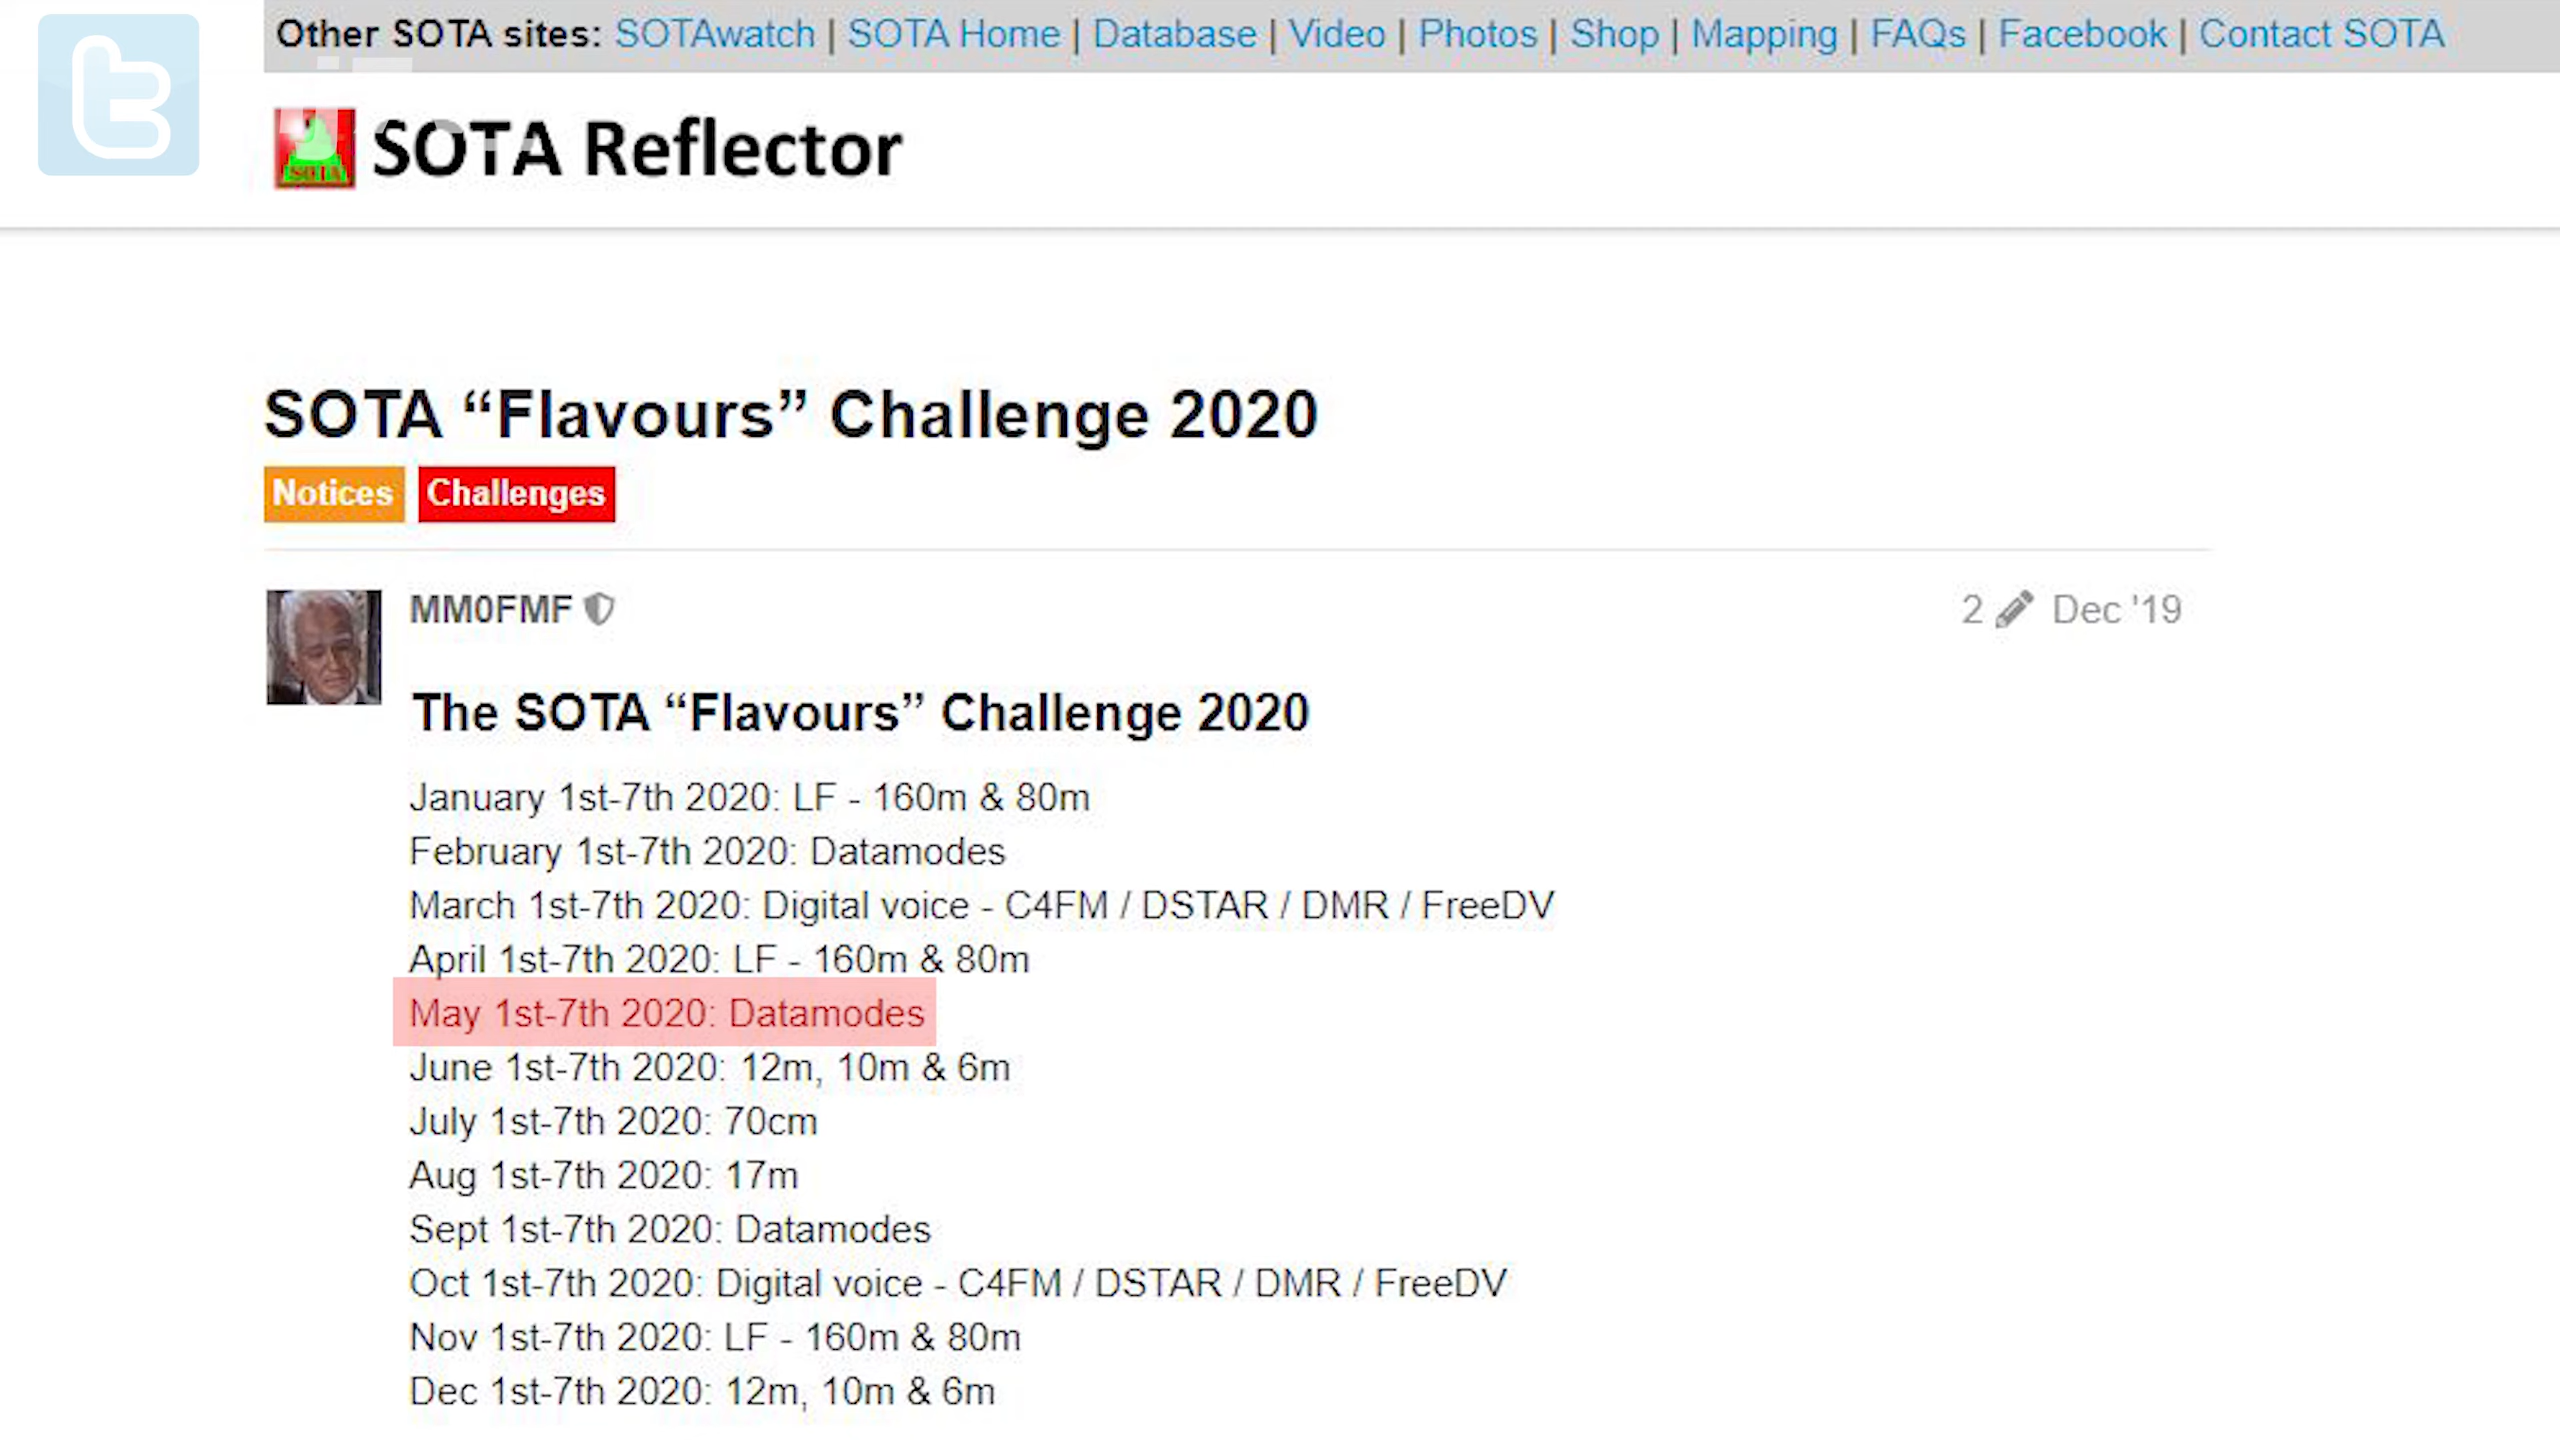 Other SOTA sites: SOTAwatch | SOTA Home | Database | Video | Photos | Shop | Mapping | FAQs | Facebook | Contact SOTA
SOTA
SOTA Reflector
SOTA “Flavours” Challenge 2020
Notices Challenges
MM0FMF 2 Dec '19
The SOTA “Flavours” Challenge 2020
January 1st-7th 2020: LF - 160m & 80m
February 1st-7th 2020: Datamodes
March 1st-7th 2020: Digital voice - C4FM / DSTAR / DMR / FreeDV
April 1st-7th 2020: LF - 160m & 80m
May 1st-7th 2020: Datamodes
June 1st-7th 2020: 12m, 10m & 6m
July 1st-7th 2020: 70cm
Aug 1st-7th 2020: 17m
Sept 1st-7th 2020: Datamodes
Oct 1st-7th 2020: Digital voice - C4FM / DSTAR / DMR / FreeDV
Nov 1st-7th 2020: LF - 160m & 80m
Dec 1st-7th 2020: 12m, 10m & 6m